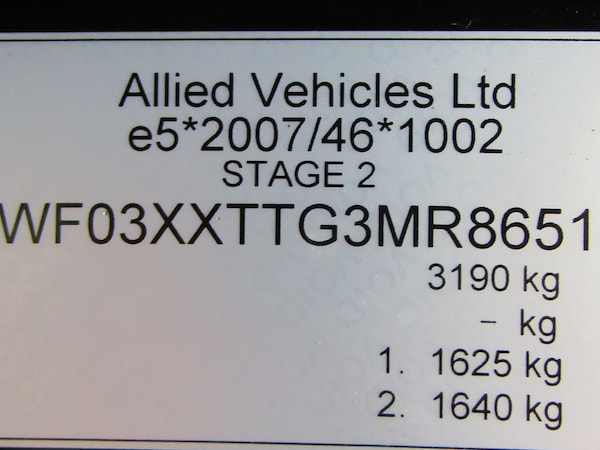 Allied Vehicles Ltd
e5*2007/46*1002
STAGE 2
WF03XXTTG3MR8651
3190 kg
- kg
1. 1625 kg
2. 1640 kg